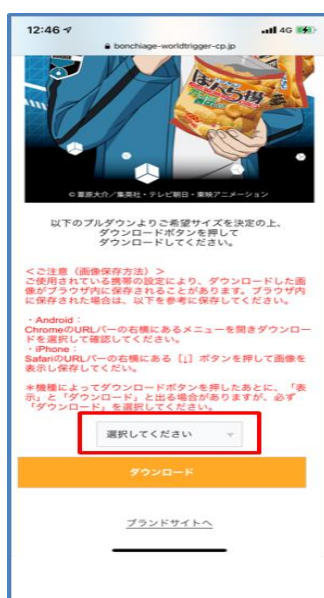 12:46
4G
bonchiage-worldtrigger-cp.jp
ぼんち揚
©葦原大介／集英社・テレビ朝日・東映アニメーション
以下のプルダウンよりご希望サイズを決定の上、
ダウンロードボタンを押して
ダウンロードしてください。
＜ご注意（画像保存方法）＞
ご使用されている携帯の設定により、ダウンロードした画
像がブラウザ内に保存されることがあります。ブラウザ内
に保存された場合は、以下を参考に保存してください。
・Android：
ChromeのURLバーの右横にあるメニューを開きダウンロー
ドを選択して確認してください。
・iPhone：
SafariのURLバーの右横にある［↓］ボタンを押して画像を
表示し保存してください。
＊機種によってダウンロードボタンを押したあとに、「表
示」と「ダウンロード」と出る場合がありますが、必ず
「ダウンロード」を選択してください。
選択してください
ダウンロード
ブランドサイトへ